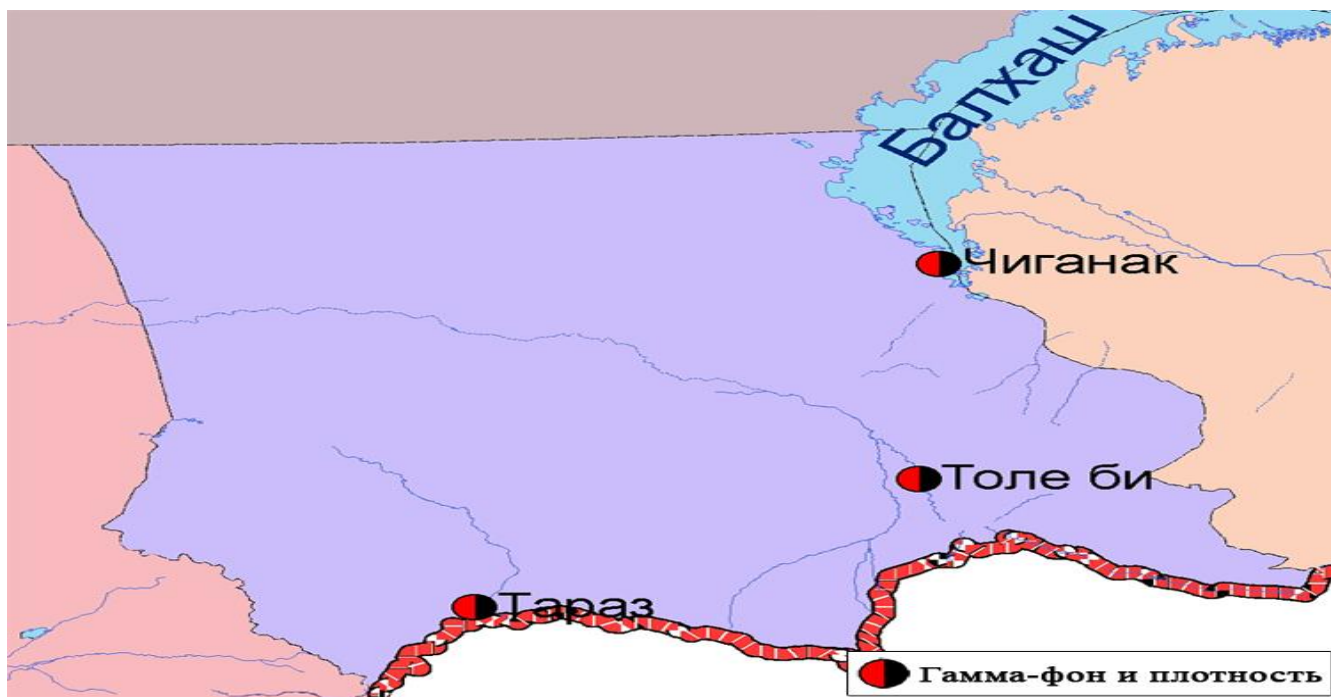 Балхаш
Чиганак
Толе би
Тараз
Гамма-фон и плотность